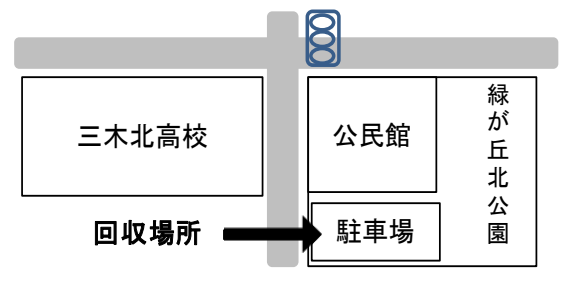 三木北高校
公民館
緑が丘北公園
回収場所
駐車場